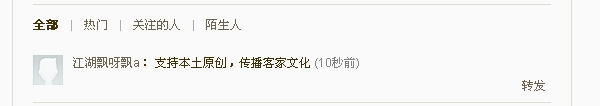 全部 | 热门 | 关注的人 | 陌生人
江湖飘呀飘a：支持本土原创，传播客家文化 (10秒前)
转发